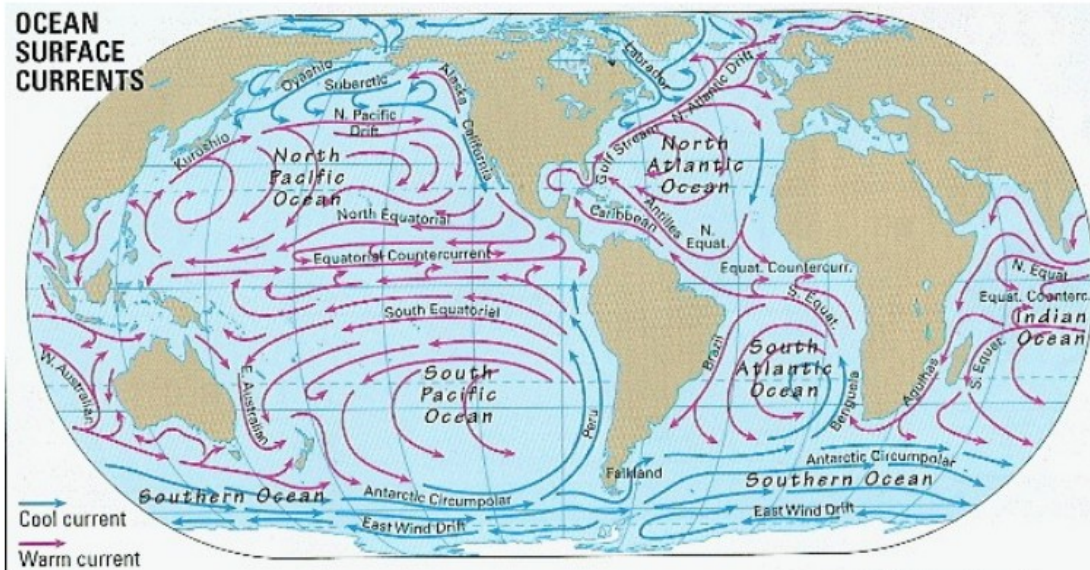 OCEAN
SURFACE
CURRENTS
Oyashio
Subarctic
Alaska
N. Pacific
Drift
California
Kuroshio
North
Pacific
Ocean
North Equatorial
Equatorial Countercurrent
South Equatorial
South
Pacific
Ocean
W. Australian
E. Australian
Peru
Antarctic Circumpolar
Southern Ocean
East Wind Drift
Labrador
N. Atlantic Drift
Gulf Stream
North
Atlantic
Ocean
Antilles
Caribbean
N.
Equat.
Equat. Countercurr.
S. Equat.
Brazil
South
Atlantic
Ocean
Benguela
Agulhas
Falkland
N. Equat
Equat. Counterc
Indian
Ocean
S. Equat.
Antarctic Circumpolar
Southern Ocean
East Wind Drift
Cool current
Warm current